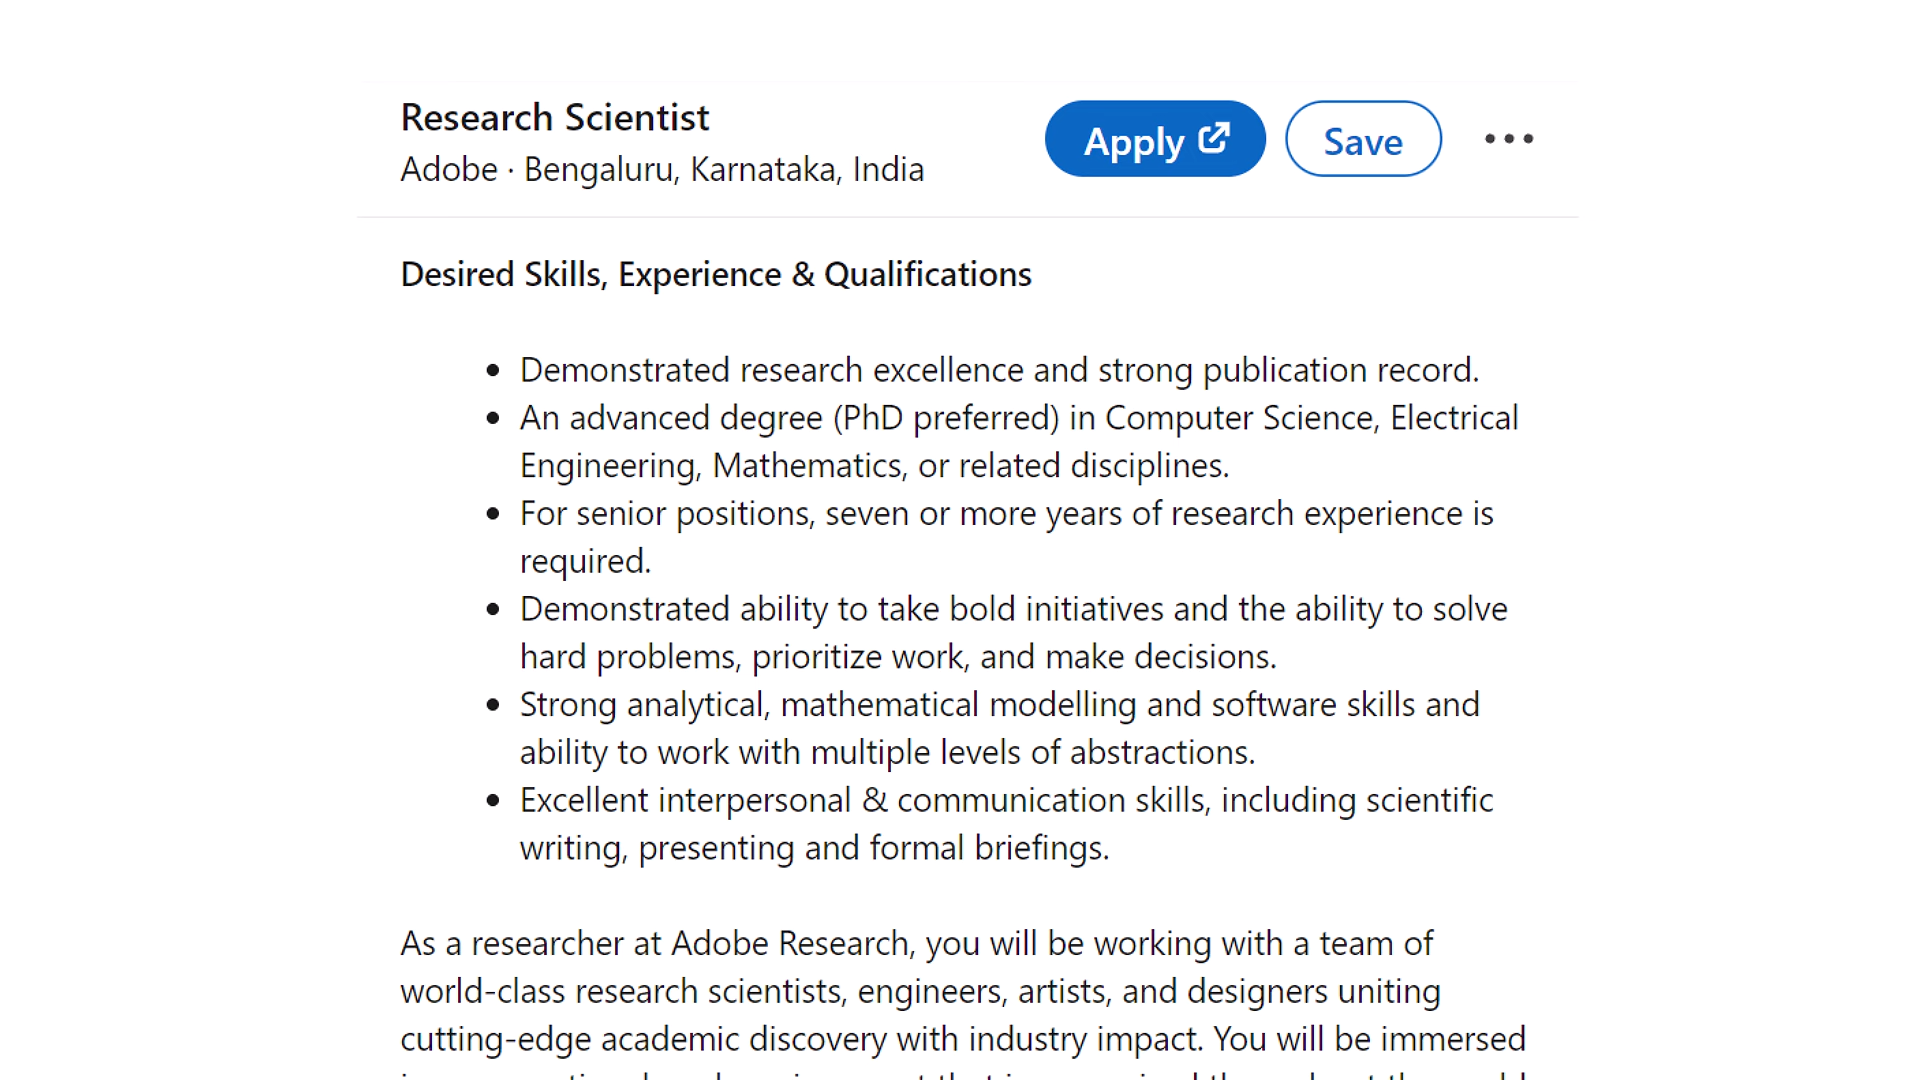 Research Scientist
Apply
Save
Adobe · Bengaluru, Karnataka, India
Desired Skills, Experience & Qualifications
• Demonstrated research excellence and strong publication record.
• An advanced degree (PhD preferred) in Computer Science, Electrical
Engineering, Mathematics, or related disciplines.
• For senior positions, seven or more years of research experience is
required.
• Demonstrated ability to take bold initiatives and the ability to solve
hard problems, prioritize work, and make decisions.
• Strong analytical, mathematical modelling and software skills and
ability to work with multiple levels of abstractions.
• Excellent interpersonal & communication skills, including scientific
writing, presenting and formal briefings.
As a researcher at Adobe Research, you will be working with a team of
world-class research scientists, engineers, artists, and designers uniting
cutting-edge academic discovery with industry impact. You will be immersed